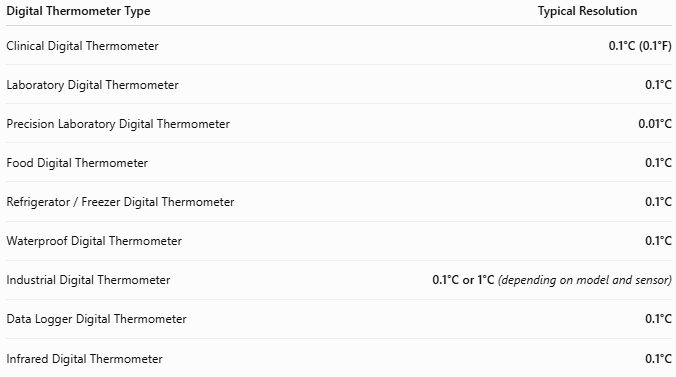 Digital Thermometer Type Typical Resolution
Clinical Digital Thermometer 0.1°C (0.1°F)
Laboratory Digital Thermometer 0.1°C
Precision Laboratory Digital Thermometer 0.01°C
Food Digital Thermometer 0.1°C
Refrigerator / Freezer Digital Thermometer 0.1°C
Waterproof Digital Thermometer 0.1°C
Industrial Digital Thermometer 0.1°C or 1°C (depending on model and sensor)
Data Logger Digital Thermometer 0.1°C
Infrared Digital Thermometer 0.1°C